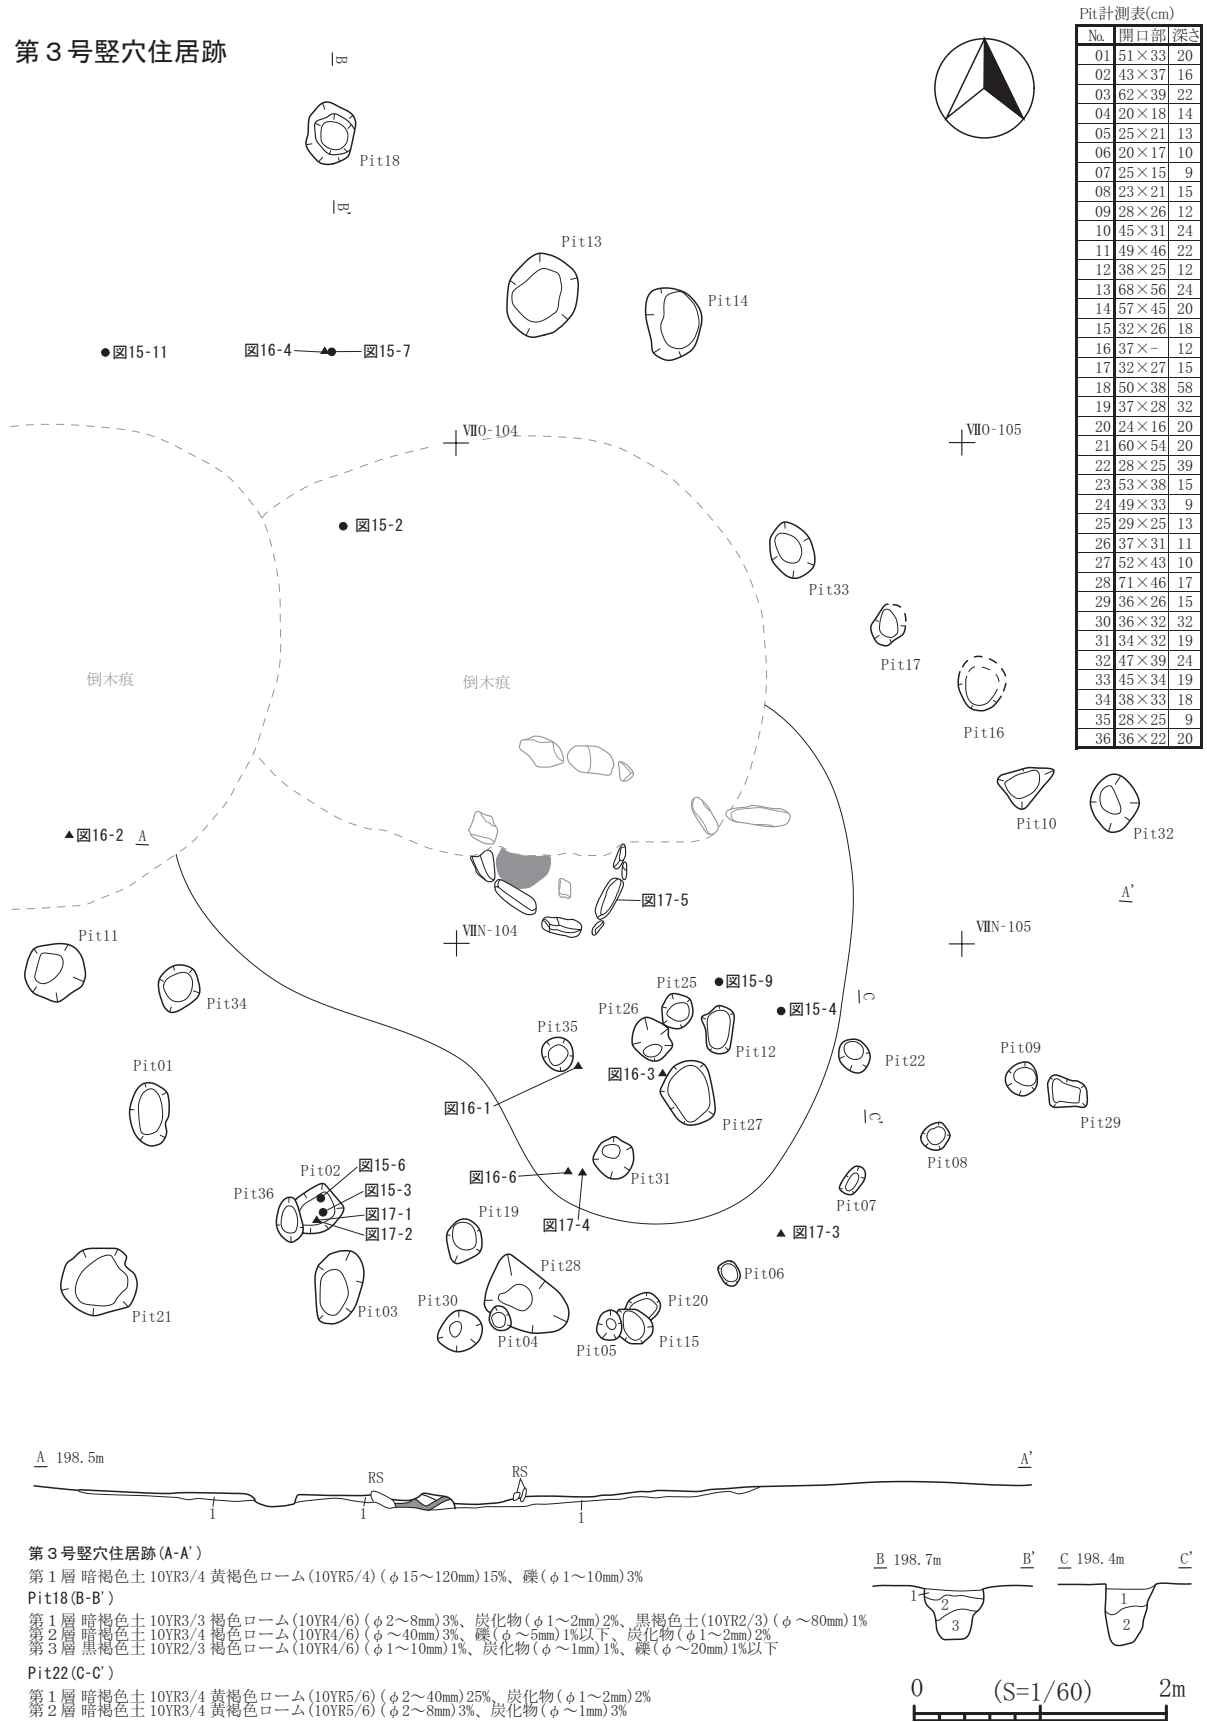 第３号竪穴住居跡
Pit計測表(cm)
№ 開口部 深さ
01 51×33 20
02 43×37 16
03 62×39 22
04 20×18 14
05 25×21 13
06 20×17 10
07 25×15 9
08 23×21 15
09 28×26 12
10 45×31 24
11 49×46 22
12 38×25 12
13 68×56 24
14 57×45 20
15 32×26 18
16 37×− 12
17 32×27 15
18 50×38 58
19 37×28 32
20 24×16 20
21 60×54 20
22 28×25 39
23 53×38 15
24 49×33 9
25 29×25 13
26 37×31 11
27 52×43 10
28 71×46 17
29 36×26 15
30 36×32 32
31 34×32 19
32 47×39 24
33 45×34 19
34 38×33 18
35 28×25 9
36 36×22 20
B
Pit18
B'
Pit13
Pit14
図15-11
図16-4
図15-7
ⅦO-104
ⅦO-105
図15-2
Pit33
Pit17
倒木痕
倒木痕
Pit16
Pit10
Pit32
図16-2
A
A'
図17-5
ⅦN-104
ⅦN-105
Pit11
Pit34
Pit25
図15-9
C
Pit26
図15-4
Pit35
Pit12
Pit22
Pit09
Pit01
図16-3
図16-1
C'
Pit27
Pit29
Pit08
Pit02
図15-6
Pit36
図15-3
図16-6
Pit31
Pit07
図17-1
Pit19
図17-4
図17-2
図17-3
Pit28
Pit06
Pit21
Pit03
Pit30
Pit20
Pit04
Pit05
Pit15
A 198.5m
A'
RS
RS
1
1
1
第３号竪穴住居跡(A-A')
第１層 暗褐色土 10YR3/4 黄褐色ローム(10YR5/4)(φ15～120mm)15%、礫(φ1～10mm)3%
Pit18(B-B')
第１層 暗褐色土 10YR3/3 褐色ローム(10YR4/6)(φ2～8mm)3%、炭化物(φ1～2mm)2%、黒褐色土(10YR2/3)(φ～80mm)1%
第２層 暗褐色土 10YR3/4 褐色ローム(10YR4/6)(φ～40mm)3%、礫(φ～5mm)1%以下、炭化物(φ1～2mm)2%
第３層 黒褐色土 10YR2/3 褐色ローム(10YR4/6)(φ1～10mm)1%、炭化物(φ～1mm)1%、礫(φ～20mm)1%以下
Pit22(C-C')
第１層 暗褐色土 10YR3/4 黄褐色ローム(10YR5/6)(φ2～40mm)25%、炭化物(φ1～2mm)2%
第２層 暗褐色土 10YR3/4 黄褐色ローム(10YR5/6)(φ2～8mm)3%、炭化物(φ～1mm)3%
B 198.7m
B'
C 198.4m
C'
1
2
3
1
2
0
(S=1/60)
2m